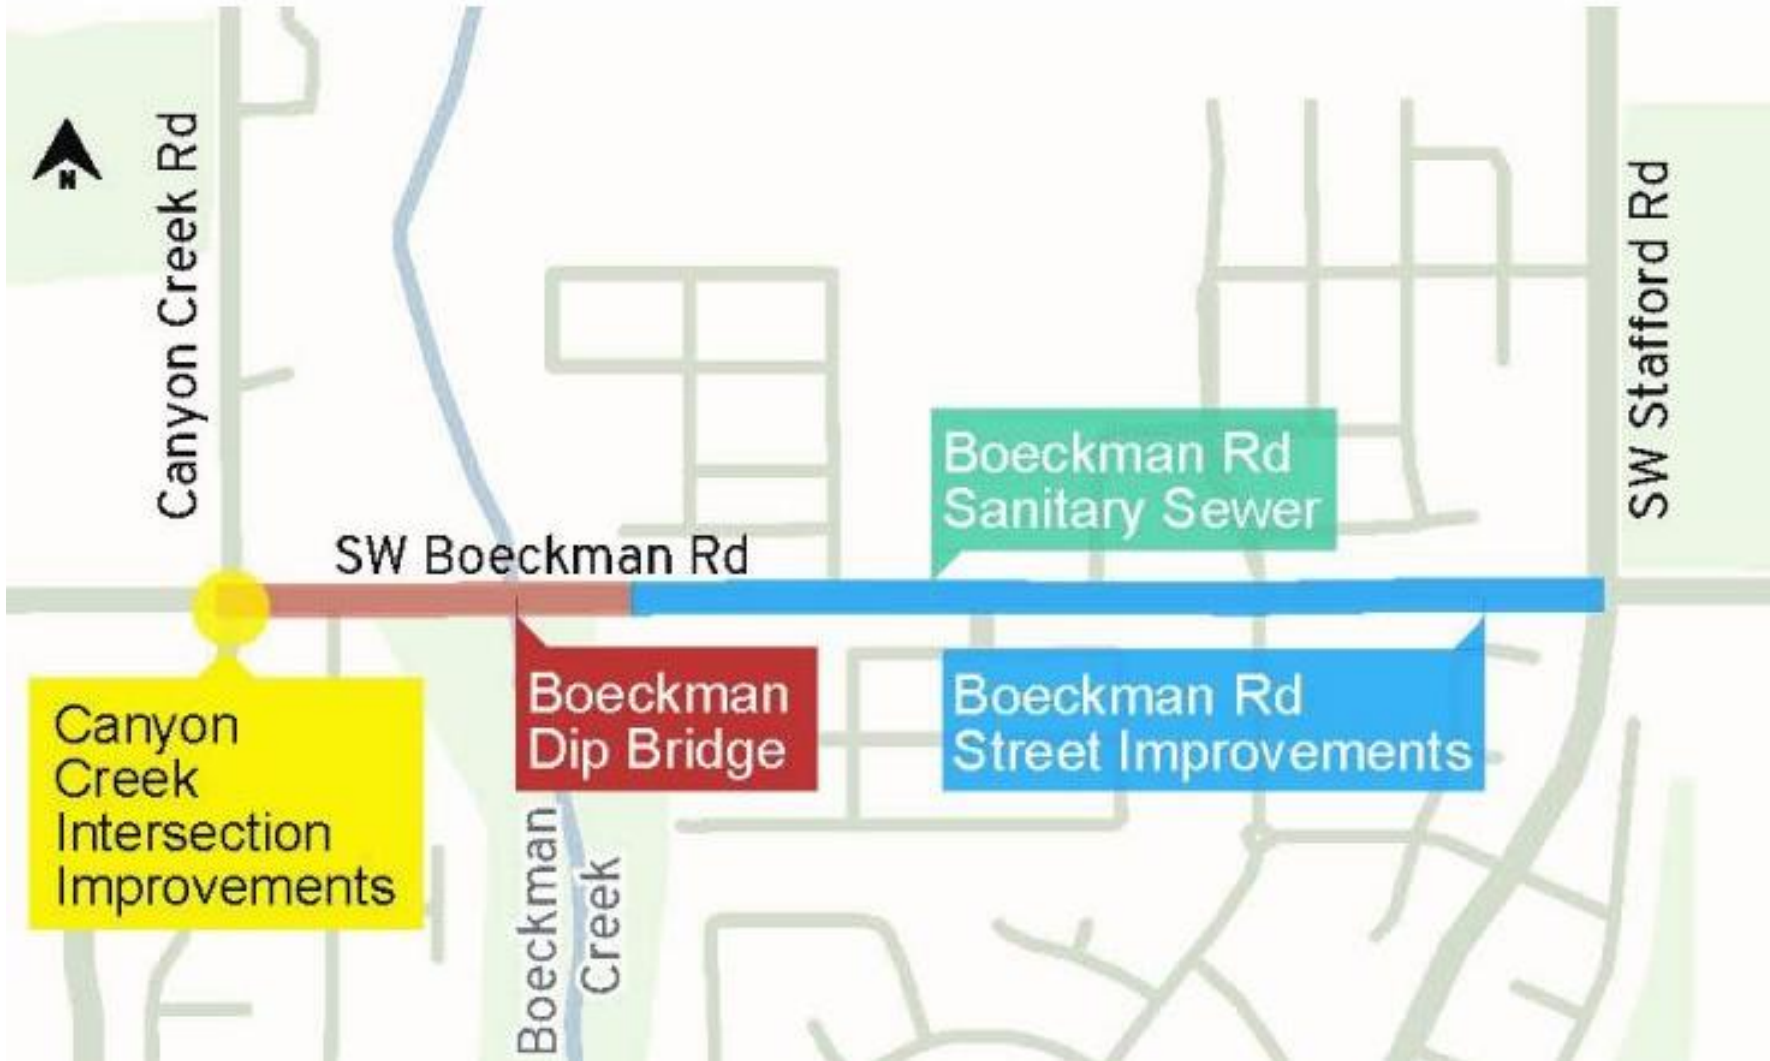 N
Canyon Creek Rd
SW Stafford Rd
Boeckman Rd
Sanitary Sewer
SW Boeckman Rd
Boeckman
Dip Bridge
Boeckman Rd
Street Improvements
Canyon
Creek
Intersection
Improvements
Boeckman
Creek